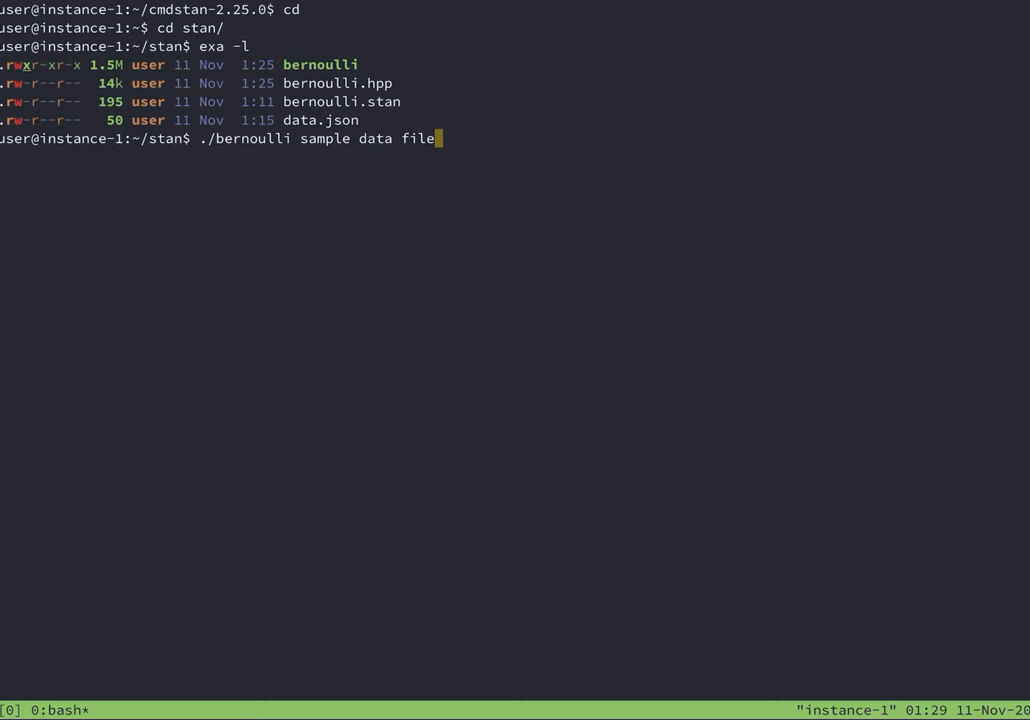 user@instance-1:~/cmdstan-2.25.0$ cd
user@instance-1:~$ cd stan/
user@instance-1:~/stan$ exa -l
.rwxr-xr-x 1.5M user 11 Nov  1:25 bernoulli
.rw-r--r--  14k user 11 Nov  1:25 bernoulli.hpp
.rw-r--r--  195 user 11 Nov  1:11 bernoulli.stan
.rw-r--r--   50 user 11 Nov  1:15 data.json
user@instance-1:~/stan$ ./bernoulli sample data file
[0] 0:bash* "instance-1" 01:29 11-Nov-20